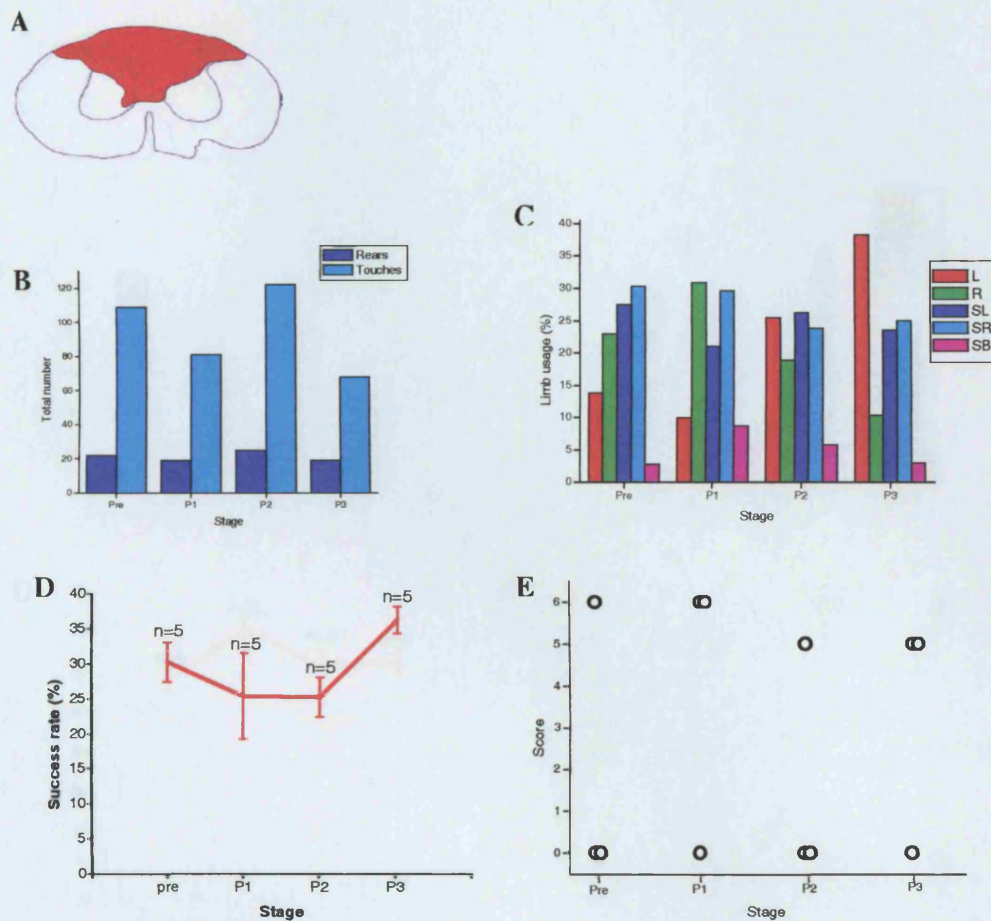 A
B
Rears
Touches
Total number
120
100
80
60
40
20
0
Pre
P1
P2
P3
Stage
C
Limb usage (%)
40
35
30
25
20
15
10
5
0
Pre
P1
P2
P3
Stage
L
R
SL
SR
SB
D
Success rate (%)
40
35
30
25
20
15
10
5
0
n=5
n=5
n=5
n=5
pre
P1
P2
P3
Stage
E
Score
6
5
4
3
2
1
0
Pre
P1
P2
P3
Stage